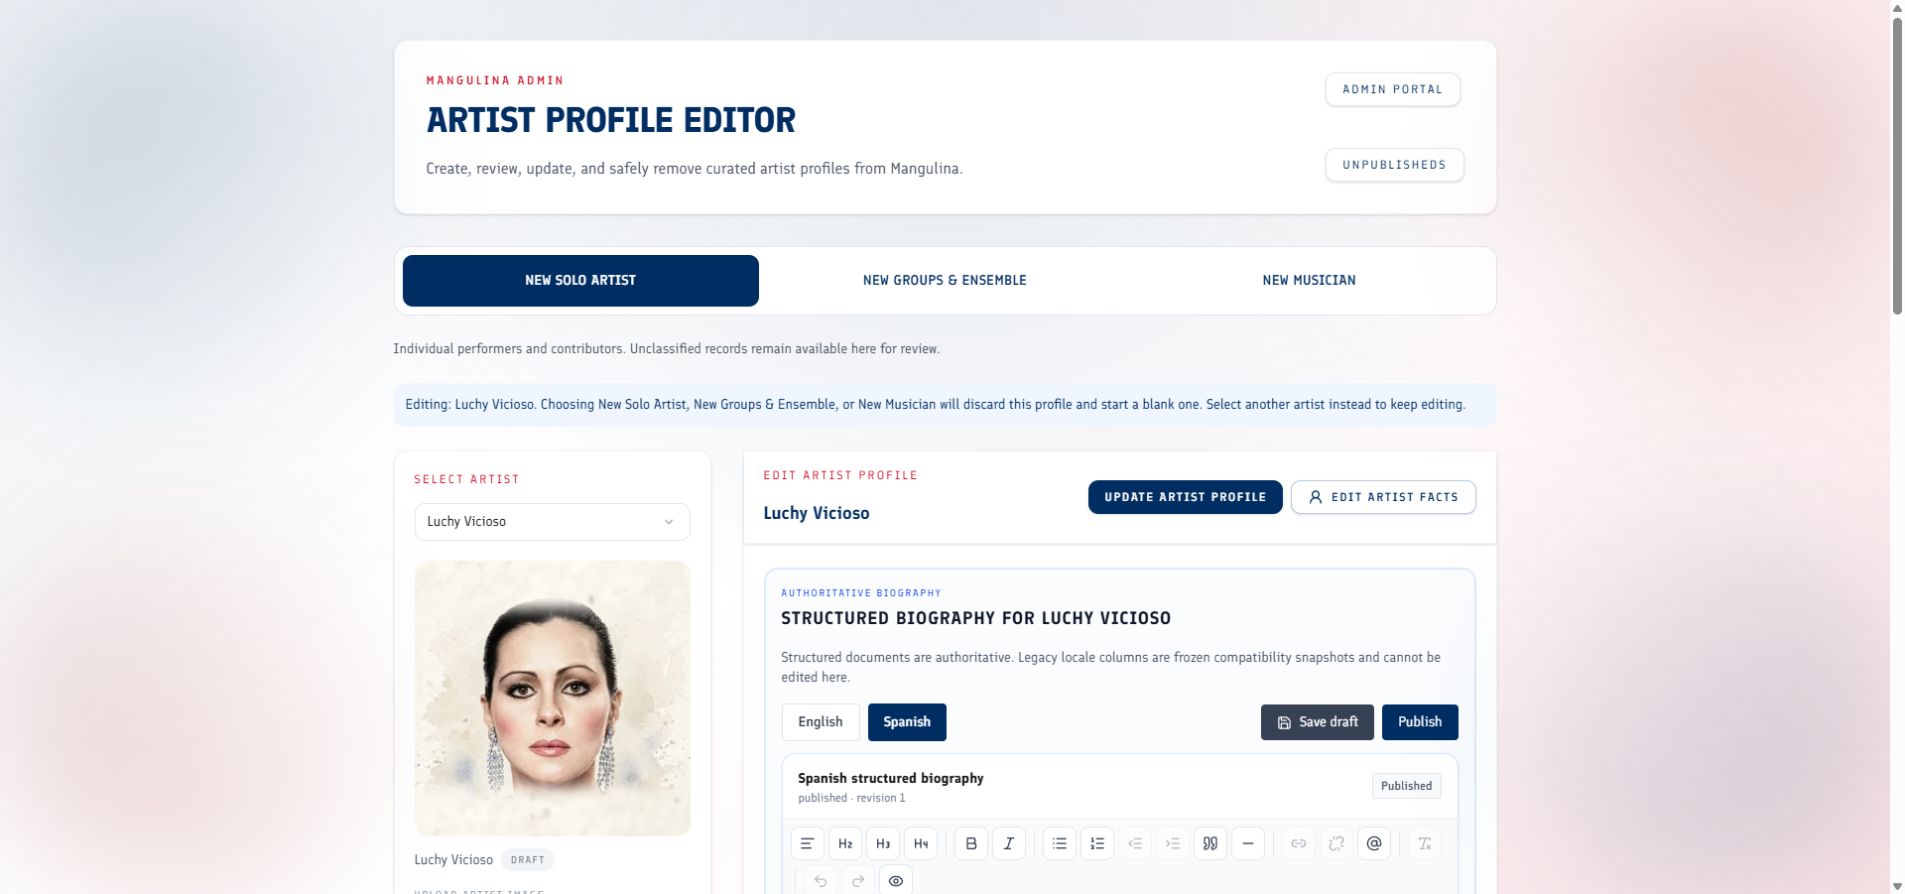 MANGULINA ADMIN
ARTIST PROFILE EDITOR
Create, review, update, and safely remove curated artist profiles from Mangulina.
ADMIN PORTAL
UNPUBLISHEDS
NEW SOLO ARTIST
NEW GROUPS & ENSEMBLE
NEW MUSICIAN
Individual performers and contributors. Unclassified records remain available here for review.
Editing: Luchy Vicioso. Choosing New Solo Artist, New Groups & Ensemble, or New Musician will discard this profile and start a blank one. Select another artist instead to keep editing.
SELECT ARTIST
Luchy Vicioso
Luchy Vicioso DRAFT
UPLOAD ARTIST IMAGE
EDIT ARTIST PROFILE
Luchy Vicioso
UPDATE ARTIST PROFILE
EDIT ARTIST FACTS
AUTHORITATIVE BIOGRAPHY
STRUCTURED BIOGRAPHY FOR LUCHY VICIOSO
Structured documents are authoritative. Legacy locale columns are frozen compatibility snapshots and cannot be
edited here.
English
Spanish
Save draft
Publish
Spanish structured biography
published · revision 1
Published
H2 H3 H4 B I